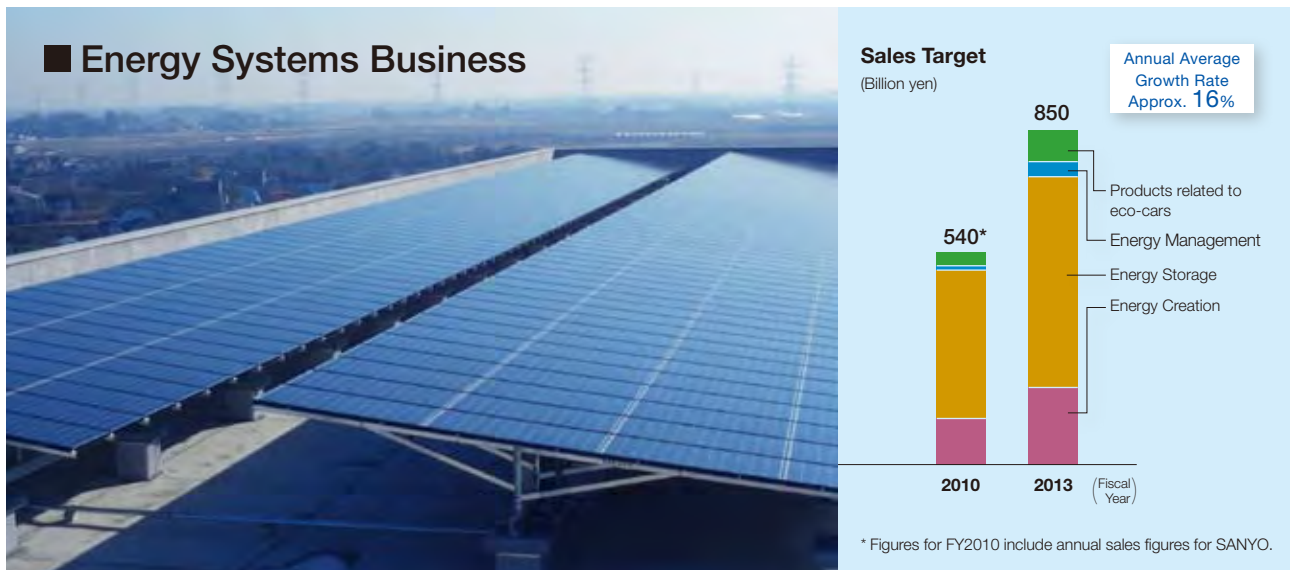 ■ Energy Systems Business
Sales Target
(Billion yen)
Annual Average
Growth Rate
Approx. 16%
850
540*
Products related to
eco-cars
Energy Management
Energy Storage
Energy Creation
2010
2013
(Fiscal
Year)
* Figures for FY2010 include annual sales figures for SANYO.